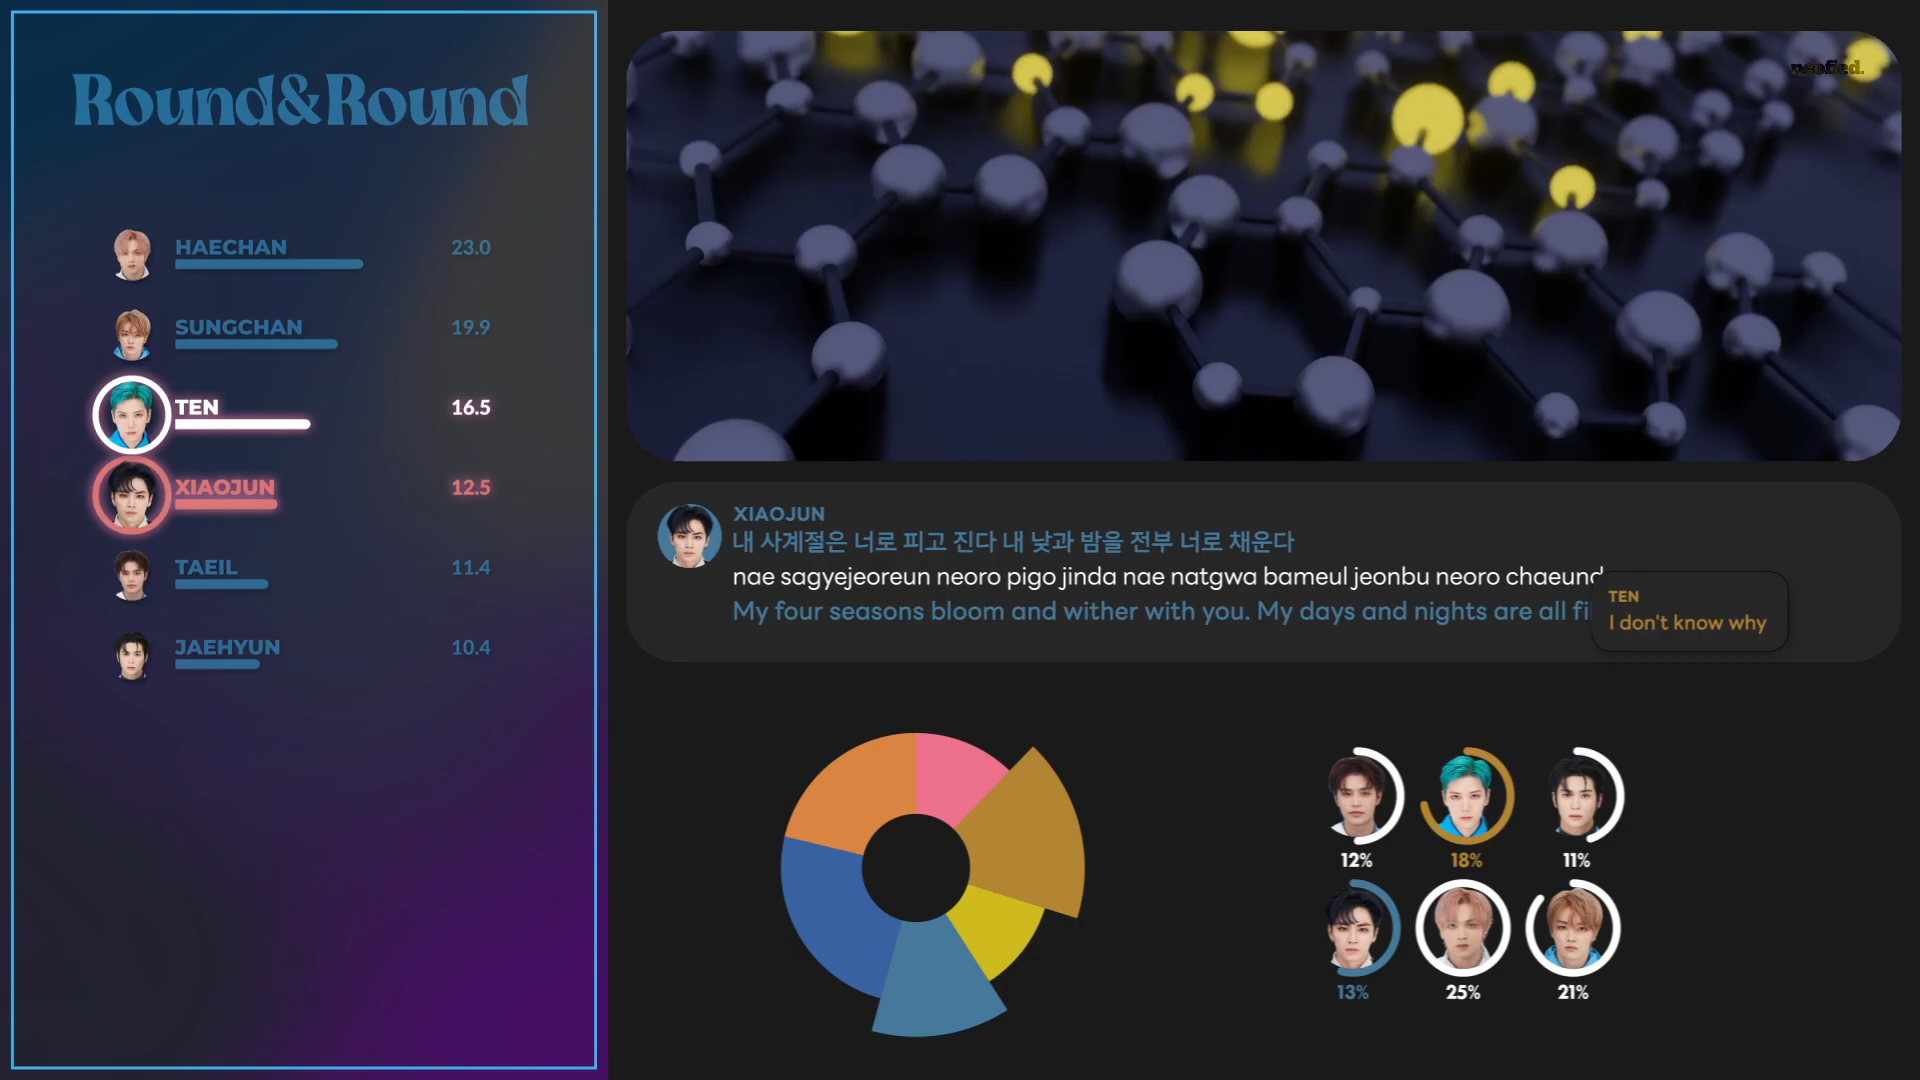 Round&Round
HAECHAN 23.0
SUNGCHAN 19.9
TEN 16.5
XIAOJUN 12.5
TAEIL 11.4
JAEHYUN 10.4
neofied.
XIAOJUN
내 사계절은 너로 피고 진다 내 낮과 밤을 전부 너로 채운다
nae sagyejeoreun neoro pigo jinda nae natgwa bameul jeonbu neoro chaeund
My four seasons bloom and wither with you. My days and nights are all fi
TEN
I don't know why
12% 18% 11%
13% 25% 21%